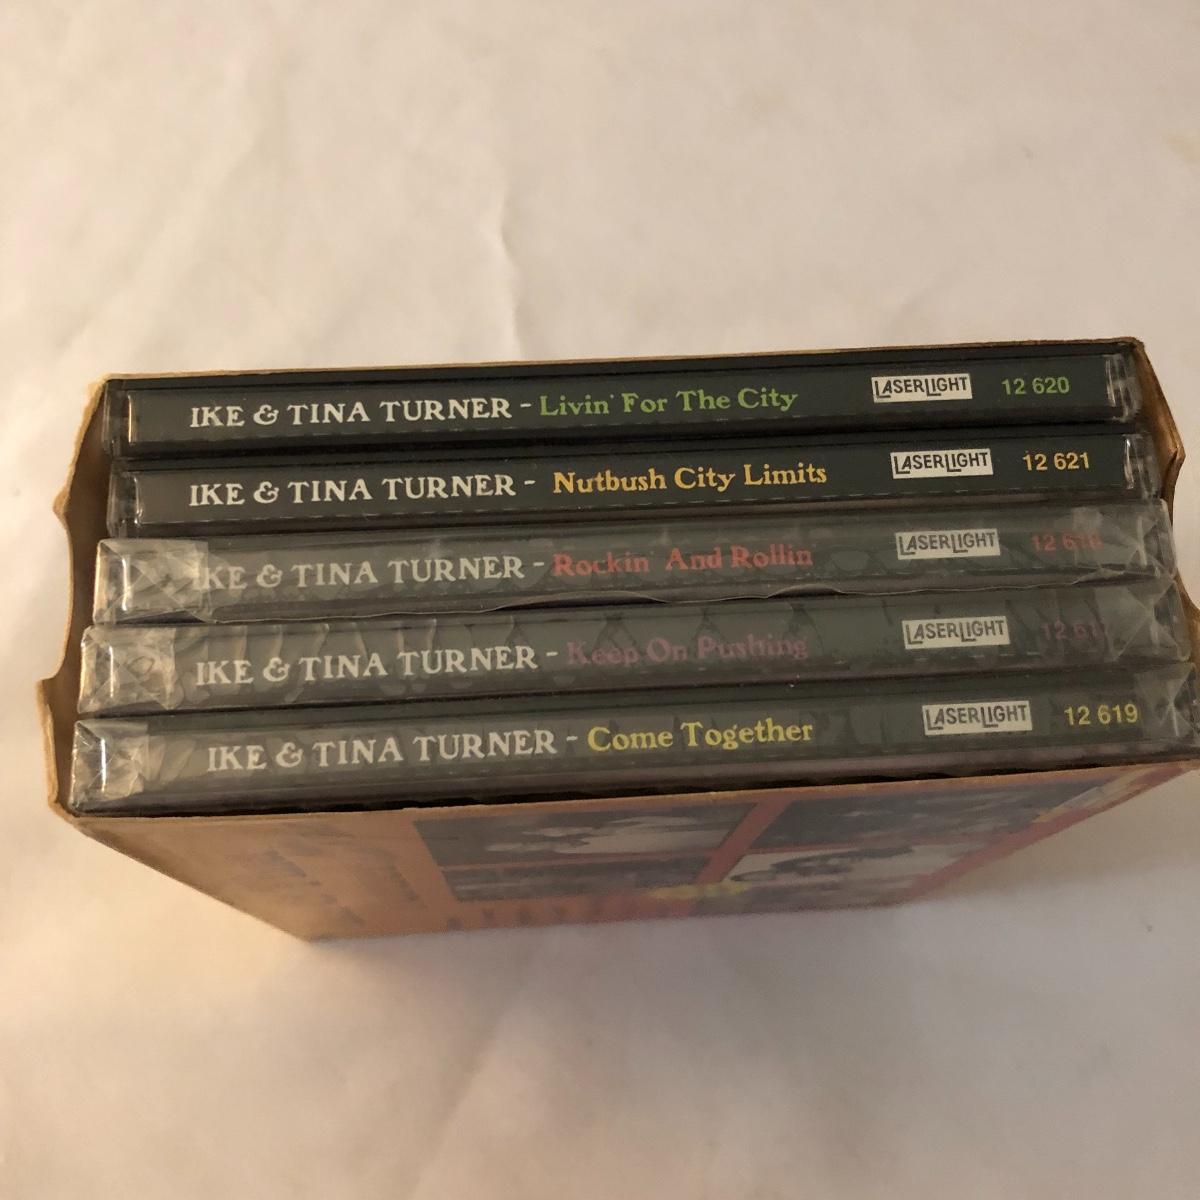 IKE & TINA TURNER - Livin' For The City LASERLIGHT 12 620
IKE & TINA TURNER - Nutbush City Limits LASERLIGHT 12 621
IKE & TINA TURNER - Rockin' And Rollin LASERLIGHT 12
IKE & TINA TURNER - Keep On Pushing LASERLIGHT 12
IKE & TINA TURNER - Come Together LASERLIGHT 12 619